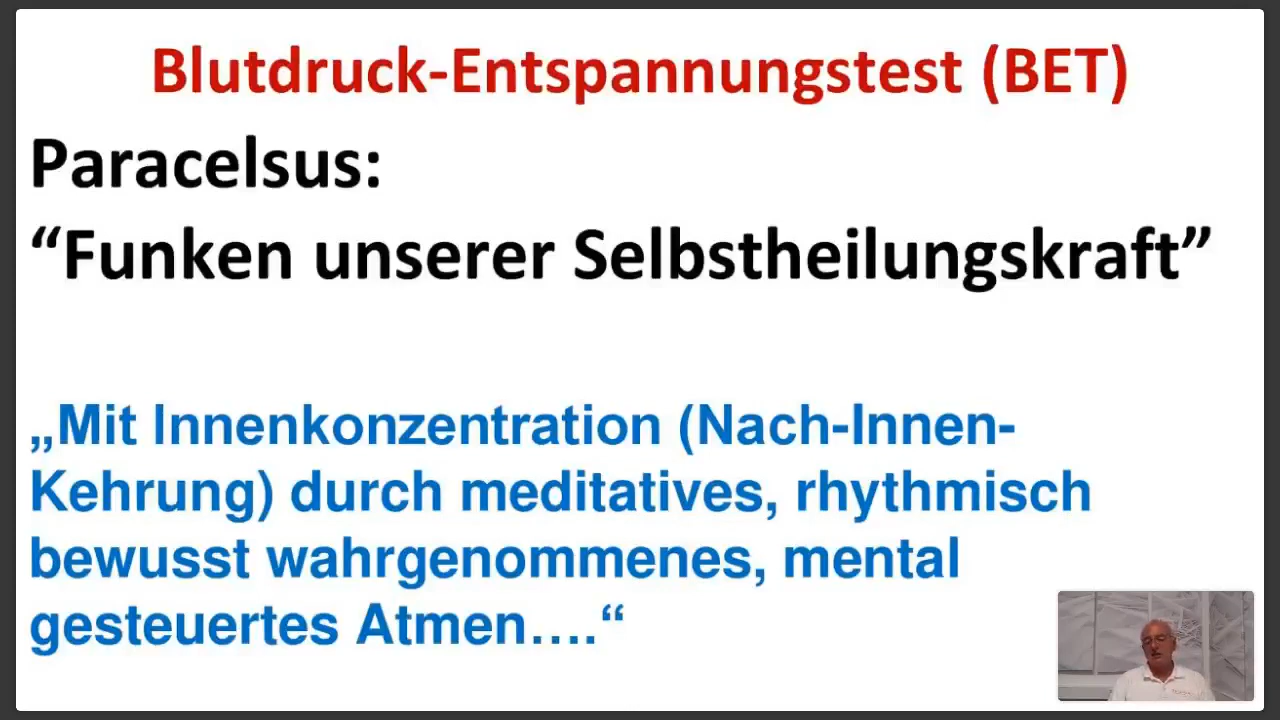 Blutdruck-Entspannungstest (BET)
Paracelsus:
“Funken unserer Selbstheilungskraft”
„Mit Innenkonzentration (Nach-Innen-
Kehrung) durch meditatives, rhythmisch
bewusst wahrgenommenes, mental
gesteuertes Atmen….“